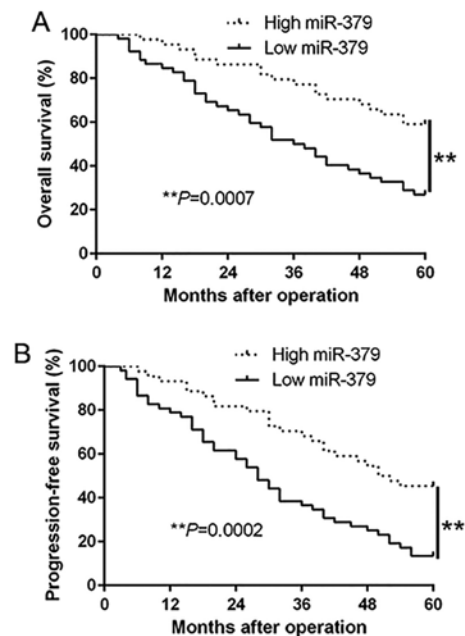 A
High miR-379
Low miR-379
Overall survival (%)
100
80
60
40
20
0
**P=0.0007
**
0 12 24 36 48 60
Months after operation
B
High miR-379
Low miR-379
Progression-free survival (%)
100
80
60
40
20
0
**P=0.0002
**
0 12 24 36 48 60
Months after operation